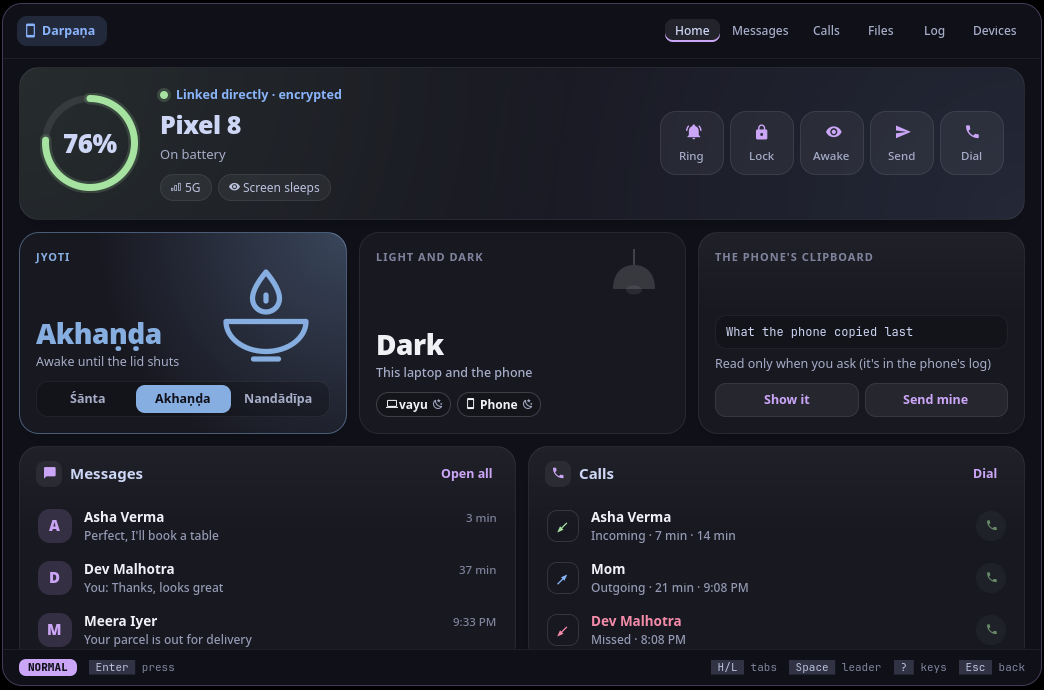 Darpaṇa
Home Messages Calls Files Log Devices
76%
Linked directly · encrypted
Pixel 8
On battery
5G Screen sleeps
Ring Lock Awake Send Dial
JYOTI
Akhaṇḍa
Awake until the lid shuts
Śānta Akhaṇḍa Nandādīpa
LIGHT AND DARK
Dark
This laptop and the phone
vayu Phone
THE PHONE'S CLIPBOARD
What the phone copied last
Read only when you ask (it's in the phone's log)
Show it Send mine
Messages Open all
A Asha Verma 3 min
Perfect, I'll book a table
D Dev Malhotra 37 min
You: Thanks, looks great
M Meera Iyer 9:33 PM
Your parcel is out for delivery
Calls Dial
Asha Verma
Incoming · 7 min · 14 min
Mom
Outgoing · 21 min · 9:08 PM
Dev Malhotra
Missed · 8:08 PM
NORMAL Enter press H/L tabs Space leader ? keys Esc back